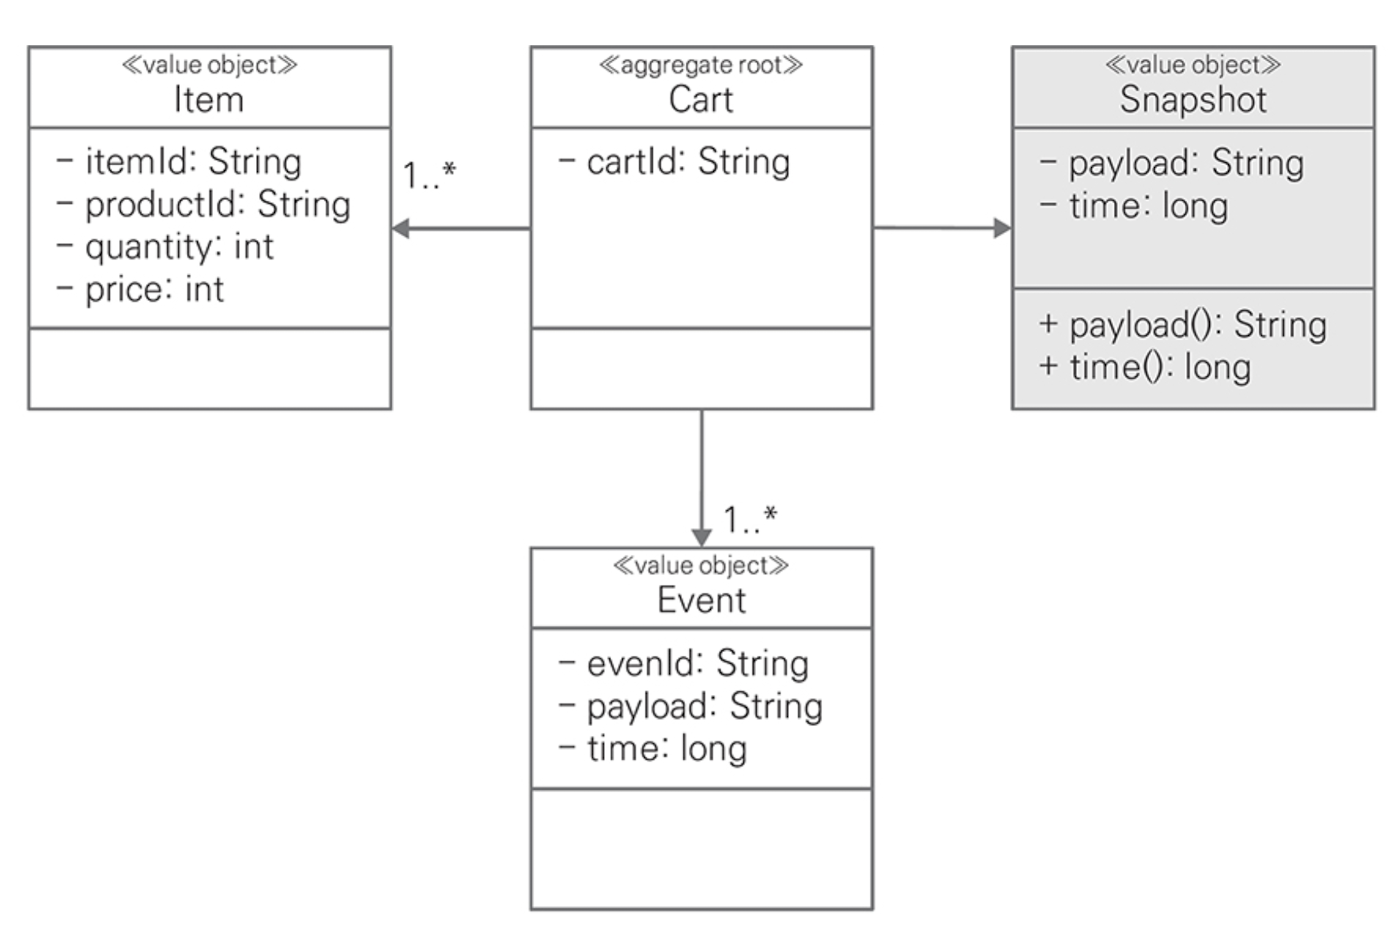 ≪value object≫
Item
- itemId: String
- productId: String
- quantity: int
- price: int
1..*
≪aggregate root≫
Cart
- cartId: String
≪value object≫
Snapshot
- payload: String
- time: long
+ payload(): String
+ time(): long
1..*
≪value object≫
Event
- evenId: String
- payload: String
- time: long